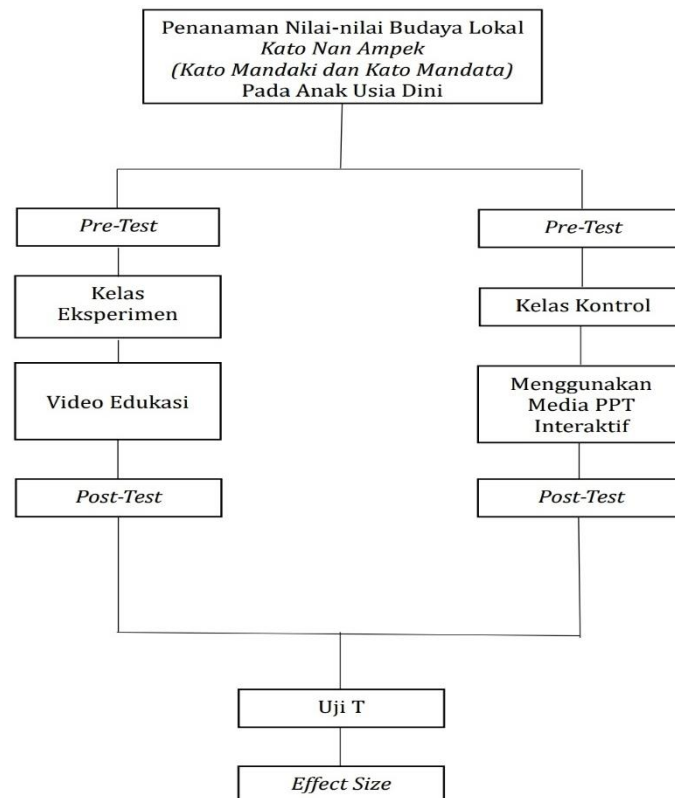 Penanaman Nilai-nilai Budaya Lokal
Kato Nan Ampek
(Kato Mandaki dan Kato Mandata)
Pada Anak Usia Dini
Pre-Test
Kelas
Eksperimen
Video Edukasi
Post-Test
Pre-Test
Kelas Kontrol
Menggunakan
Media PPT
Interaktif
Post-Test
Uji T
Effect Size